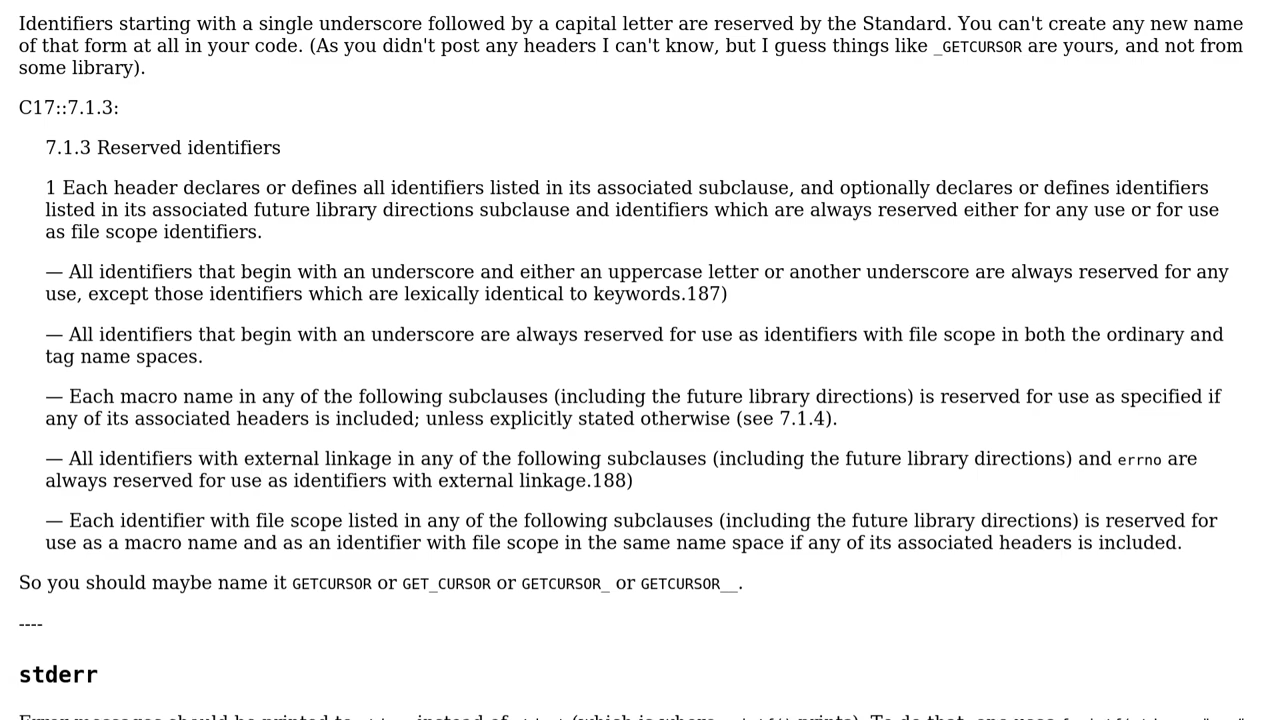 Identifiers starting with a single underscore followed by a capital letter are reserved by the Standard. You can't create any new name
of that form at all in your code. (As you didn't post any headers I can't know, but I guess things like _GETCURSOR are yours, and not from
some library).
C17::7.1.3:
7.1.3 Reserved identifiers
1 Each header declares or defines all identifiers listed in its associated subclause, and optionally declares or defines identifiers
listed in its associated future library directions subclause and identifiers which are always reserved either for any use or for use
as file scope identifiers.
— All identifiers that begin with an underscore and either an uppercase letter or another underscore are always reserved for any
use, except those identifiers which are lexically identical to keywords.187)
— All identifiers that begin with an underscore are always reserved for use as identifiers with file scope in both the ordinary and
tag name spaces.
— Each macro name in any of the following subclauses (including the future library directions) is reserved for use as specified if
any of its associated headers is included; unless explicitly stated otherwise (see 7.1.4).
— All identifiers with external linkage in any of the following subclauses (including the future library directions) and errno are
always reserved for use as identifiers with external linkage.188)
— Each identifier with file scope listed in any of the following subclauses (including the future library directions) is reserved for
use as a macro name and as an identifier with file scope in the same name space if any of its associated headers is included.
So you should maybe name it GETCURSOR or GET_CURSOR or GETCURSOR_ or GETCURSOR__.
----
stderr